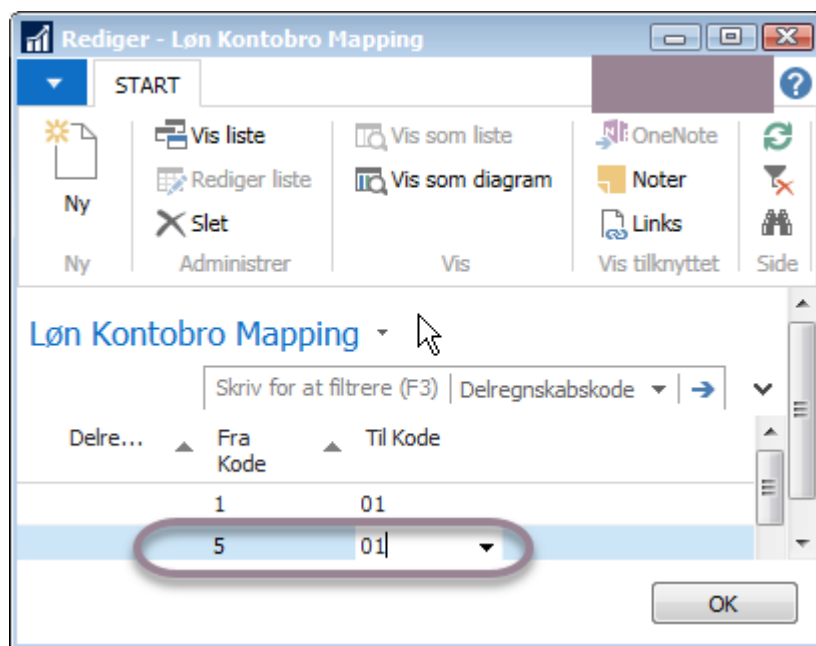 Rediger - Løn Kontobro Mapping
START
Ny
Vis liste
Rediger liste
Slet
Vis som liste
Vis som diagram
OneNote
Noter
Links
Ny
Administrer
Vis
Vis tilknyttet
Side
Løn Kontobro Mapping
Skriv for at filtrere (F3) Delregnskabskode
Delre... Fra Kode Til Kode
1 01
5 01
OK